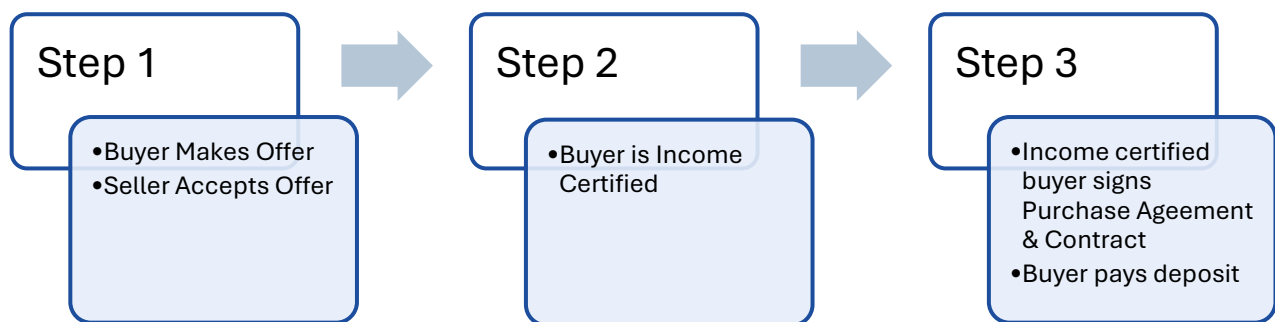 Step 1
•Buyer Makes Offer
•Seller Accepts Offer
Step 2
•Buyer is Income
Certified
Step 3
•Income certified
buyer signs
Purchase Ageement
& Contract
•Buyer pays deposit